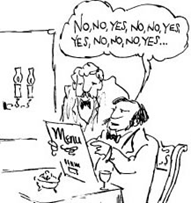 NO, NO, YES, NO, NO, YES
YES, NO, NO, NO, YES...
Menu